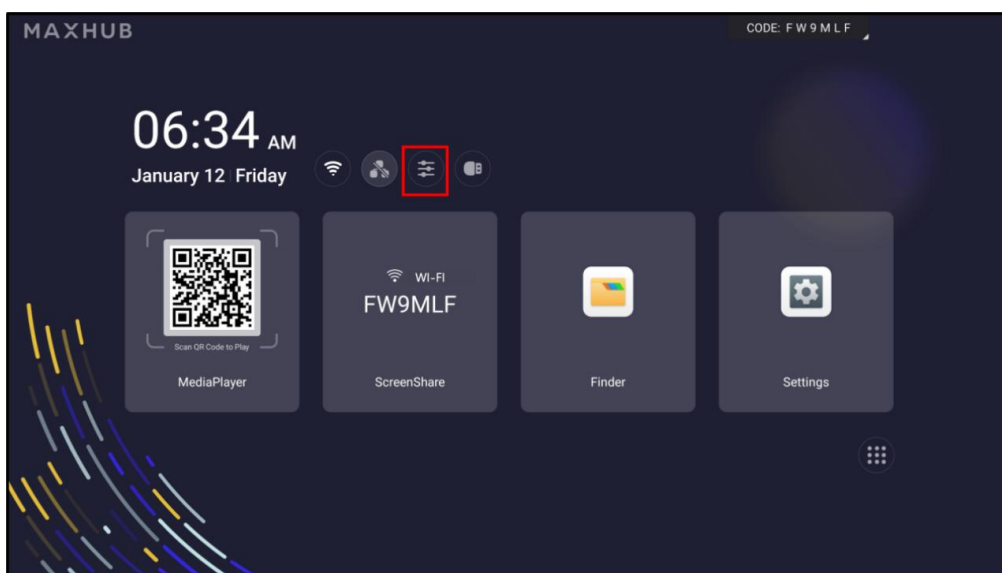 MAXHUB
CODE: F W 9 M L F
06:34 AM
January 12 Friday
Scan QR Code to Play
MediaPlayer
WI-FI
FW9MLF
ScreenShare
Finder
Settings